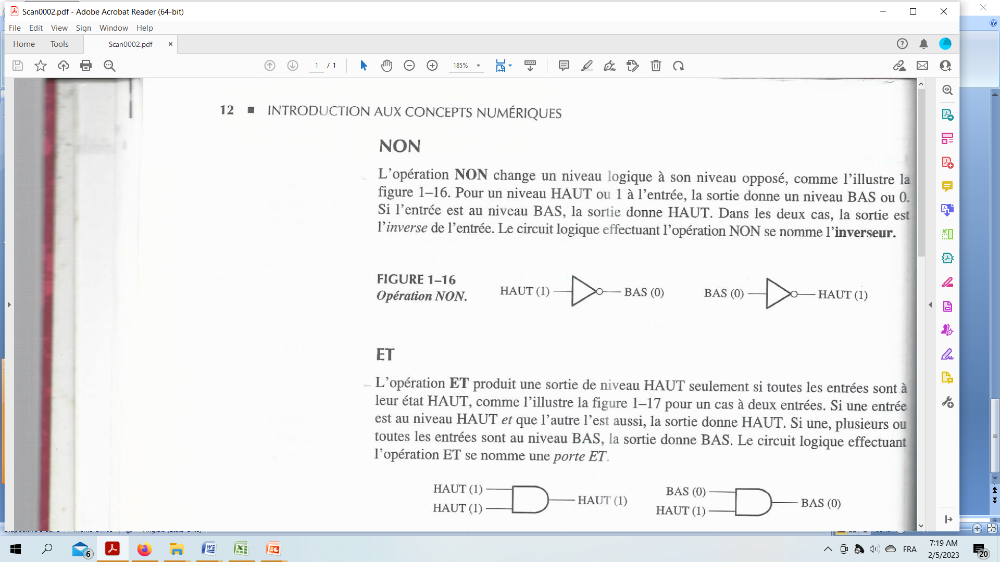 Scan0002.pdf - Adobe Acrobat Reader (64-bit)
File Edit View Sign Window Help
Home Tools Scan0002.pdf
1 / 1 185%
12 ■ INTRODUCTION AUX CONCEPTS NUMÉRIQUES
NON
L'opération NON change un niveau logique à son niveau opposé, comme l'illustre la
figure 1–16. Pour un niveau HAUT ou 1 à l'entrée, la sortie donne un niveau BAS ou 0.
Si l'entrée est au niveau BAS, la sortie donne HAUT. Dans les deux cas, la sortie est
l'inverse de l'entrée. Le circuit logique effectuant l'opération NON se nomme l'inverseur.
FIGURE 1–16
Opération NON.
HAUT (1) BAS (0) BAS (0) HAUT (1)
ET
L'opération ET produit une sortie de niveau HAUT seulement si toutes les entrées sont à
leur état HAUT, comme l'illustre la figure 1–17 pour un cas à deux entrées. Si une entrée
est au niveau HAUT et que l'autre l'est aussi, la sortie donne HAUT. Si une, plusieurs ou
toutes les entrées sont au niveau BAS, la sortie donne BAS. Le circuit logique effectuant
l'opération ET se nomme une porte ET.
HAUT (1)
HAUT (1)
HAUT (1)
BAS (0)
HAUT (1)
BAS (0)
6
FRA
7:19 AM
2/5/2023
20